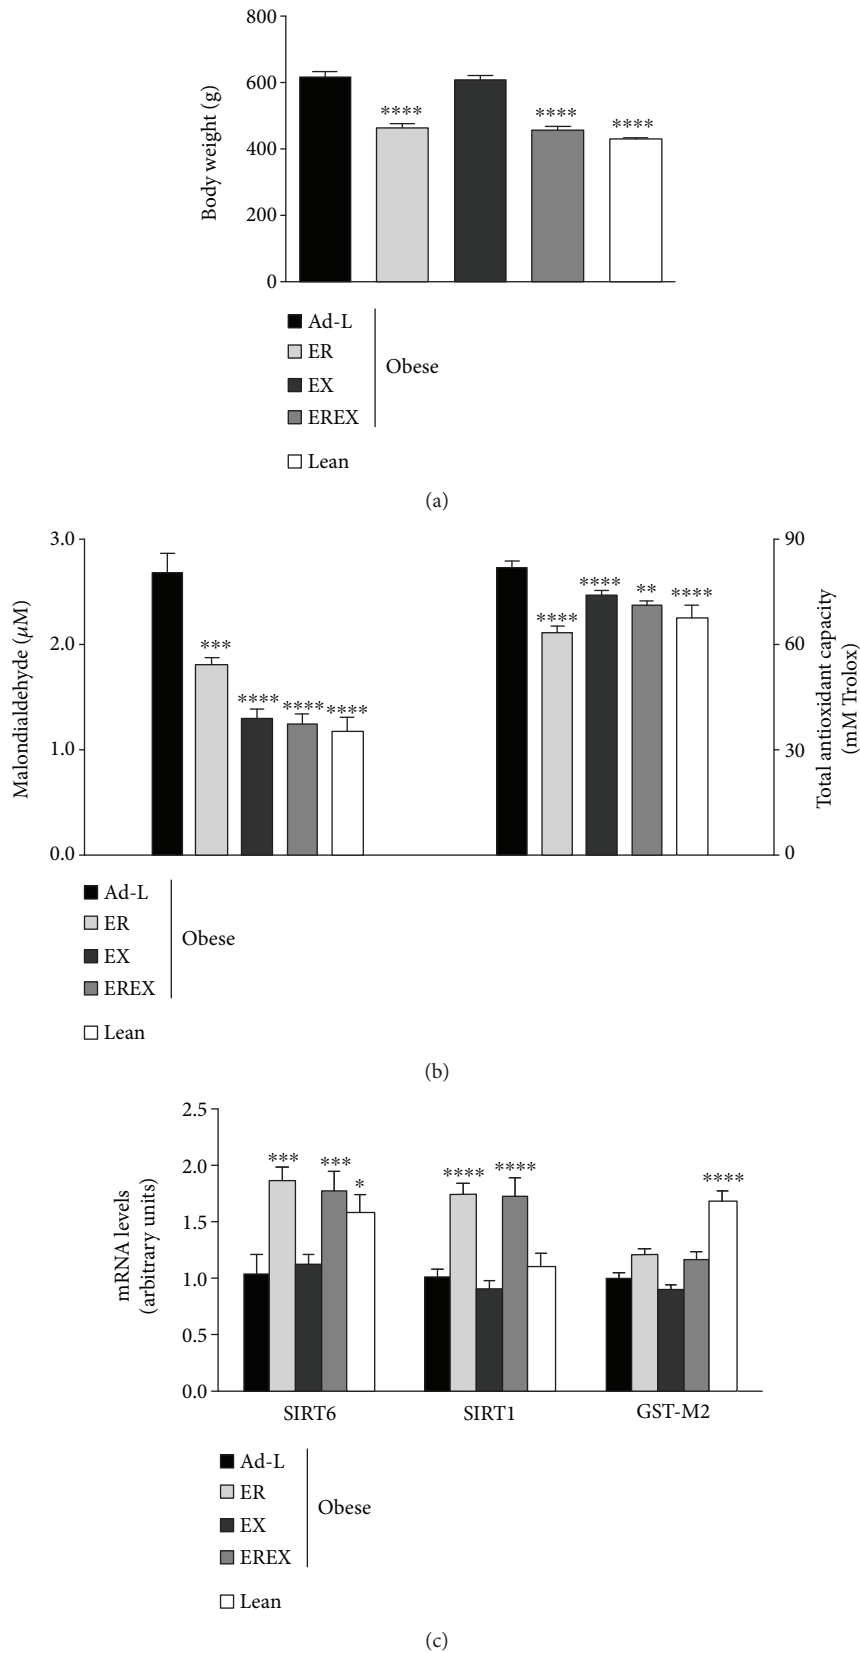 800
600
400
200
0
Body weight (g)
****
****
****
Ad-L
ER
EX
EREX
Obese
Lean
(a)
3.0
2.0
1.0
0.0
Malondialdehyde (μM)
***
****
****
****
****
****
**
****
90
60
30
0
Total antioxidant capacity
(mM Trolox)
Ad-L
ER
EX
EREX
Obese
Lean
(b)
2.5
2.0
1.5
1.0
0.5
0.0
mRNA levels
(arbitrary units)
***
***
*
****
****
****
SIRT6
SIRT1
GST-M2
Ad-L
ER
EX
EREX
Obese
Lean
(c)